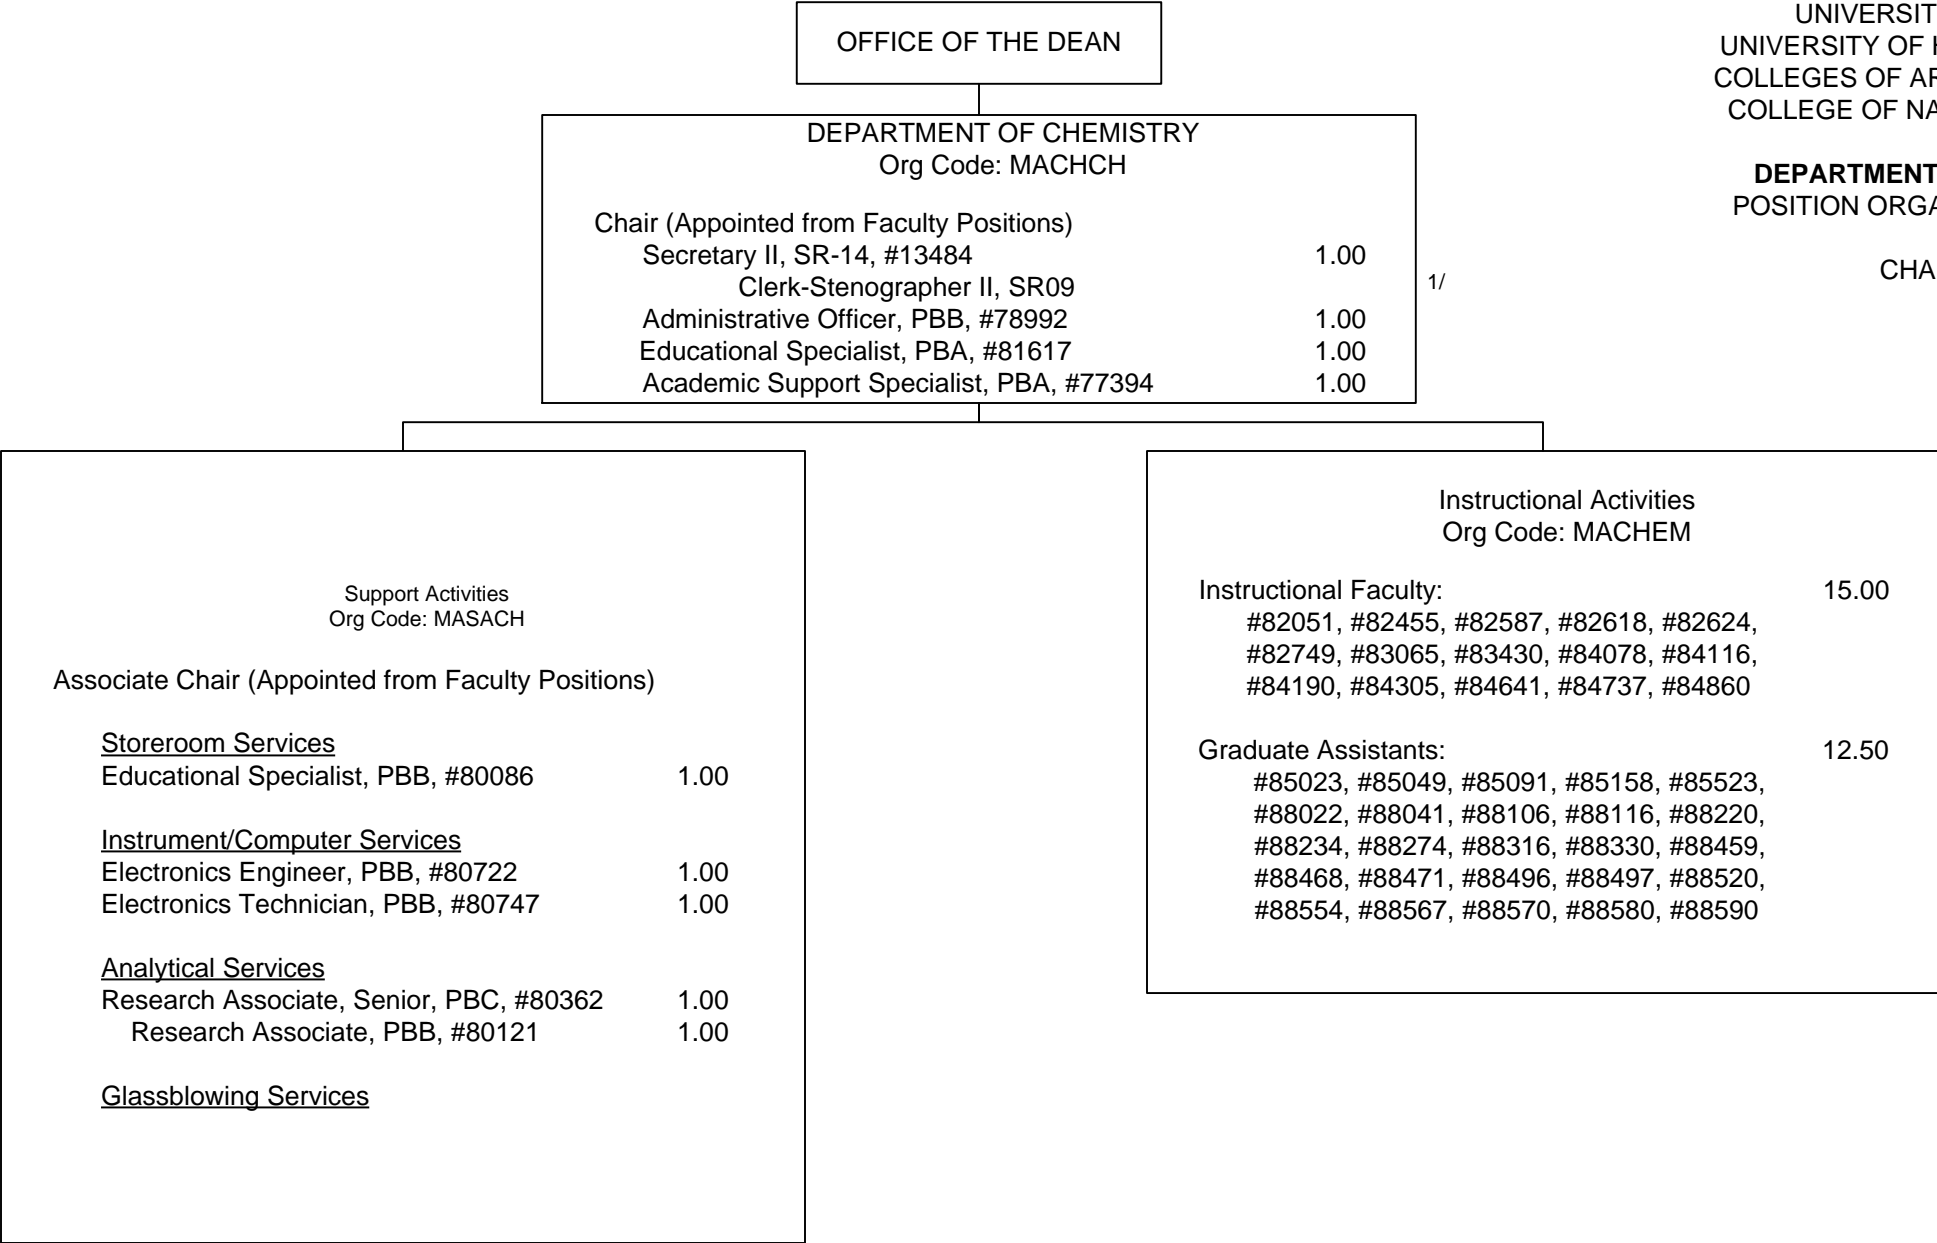 OFFICE OF THE DEAN
UNIVERSIT
UNIVERSITY OF H
COLLEGES OF AR
COLLEGE OF NA
DEPARTMENT
POSITION ORGA
CHA
DEPARTMENT OF CHEMISTRY
Org Code: MACHCH
Chair (Appointed from Faculty Positions)
Secretary II, SR-14, #13484 1.00
Clerk-Stenographer II, SR09 1/
Administrative Officer, PBB, #78992 1.00
Educational Specialist, PBA, #81617 1.00
Academic Support Specialist, PBA, #77394 1.00
Support Activities
Org Code: MASACH
Associate Chair (Appointed from Faculty Positions)
Storeroom Services
Educational Specialist, PBB, #80086 1.00
Instrument/Computer Services
Electronics Engineer, PBB, #80722 1.00
Electronics Technician, PBB, #80747 1.00
Analytical Services
Research Associate, Senior, PBC, #80362 1.00
Research Associate, PBB, #80121 1.00
Glassblowing Services
Instructional Activities
Org Code: MACHEM
Instructional Faculty: 15.00
#82051, #82455, #82587, #82618, #82624,
#82749, #83065, #83430, #84078, #84116,
#84190, #84305, #84641, #84737, #84860
Graduate Assistants: 12.50
#85023, #85049, #85091, #85158, #85523,
#88022, #88041, #88106, #88116, #88220,
#88234, #88274, #88316, #88330, #88459,
#88468, #88471, #88496, #88497, #88520,
#88554, #88567, #88570, #88580, #88590